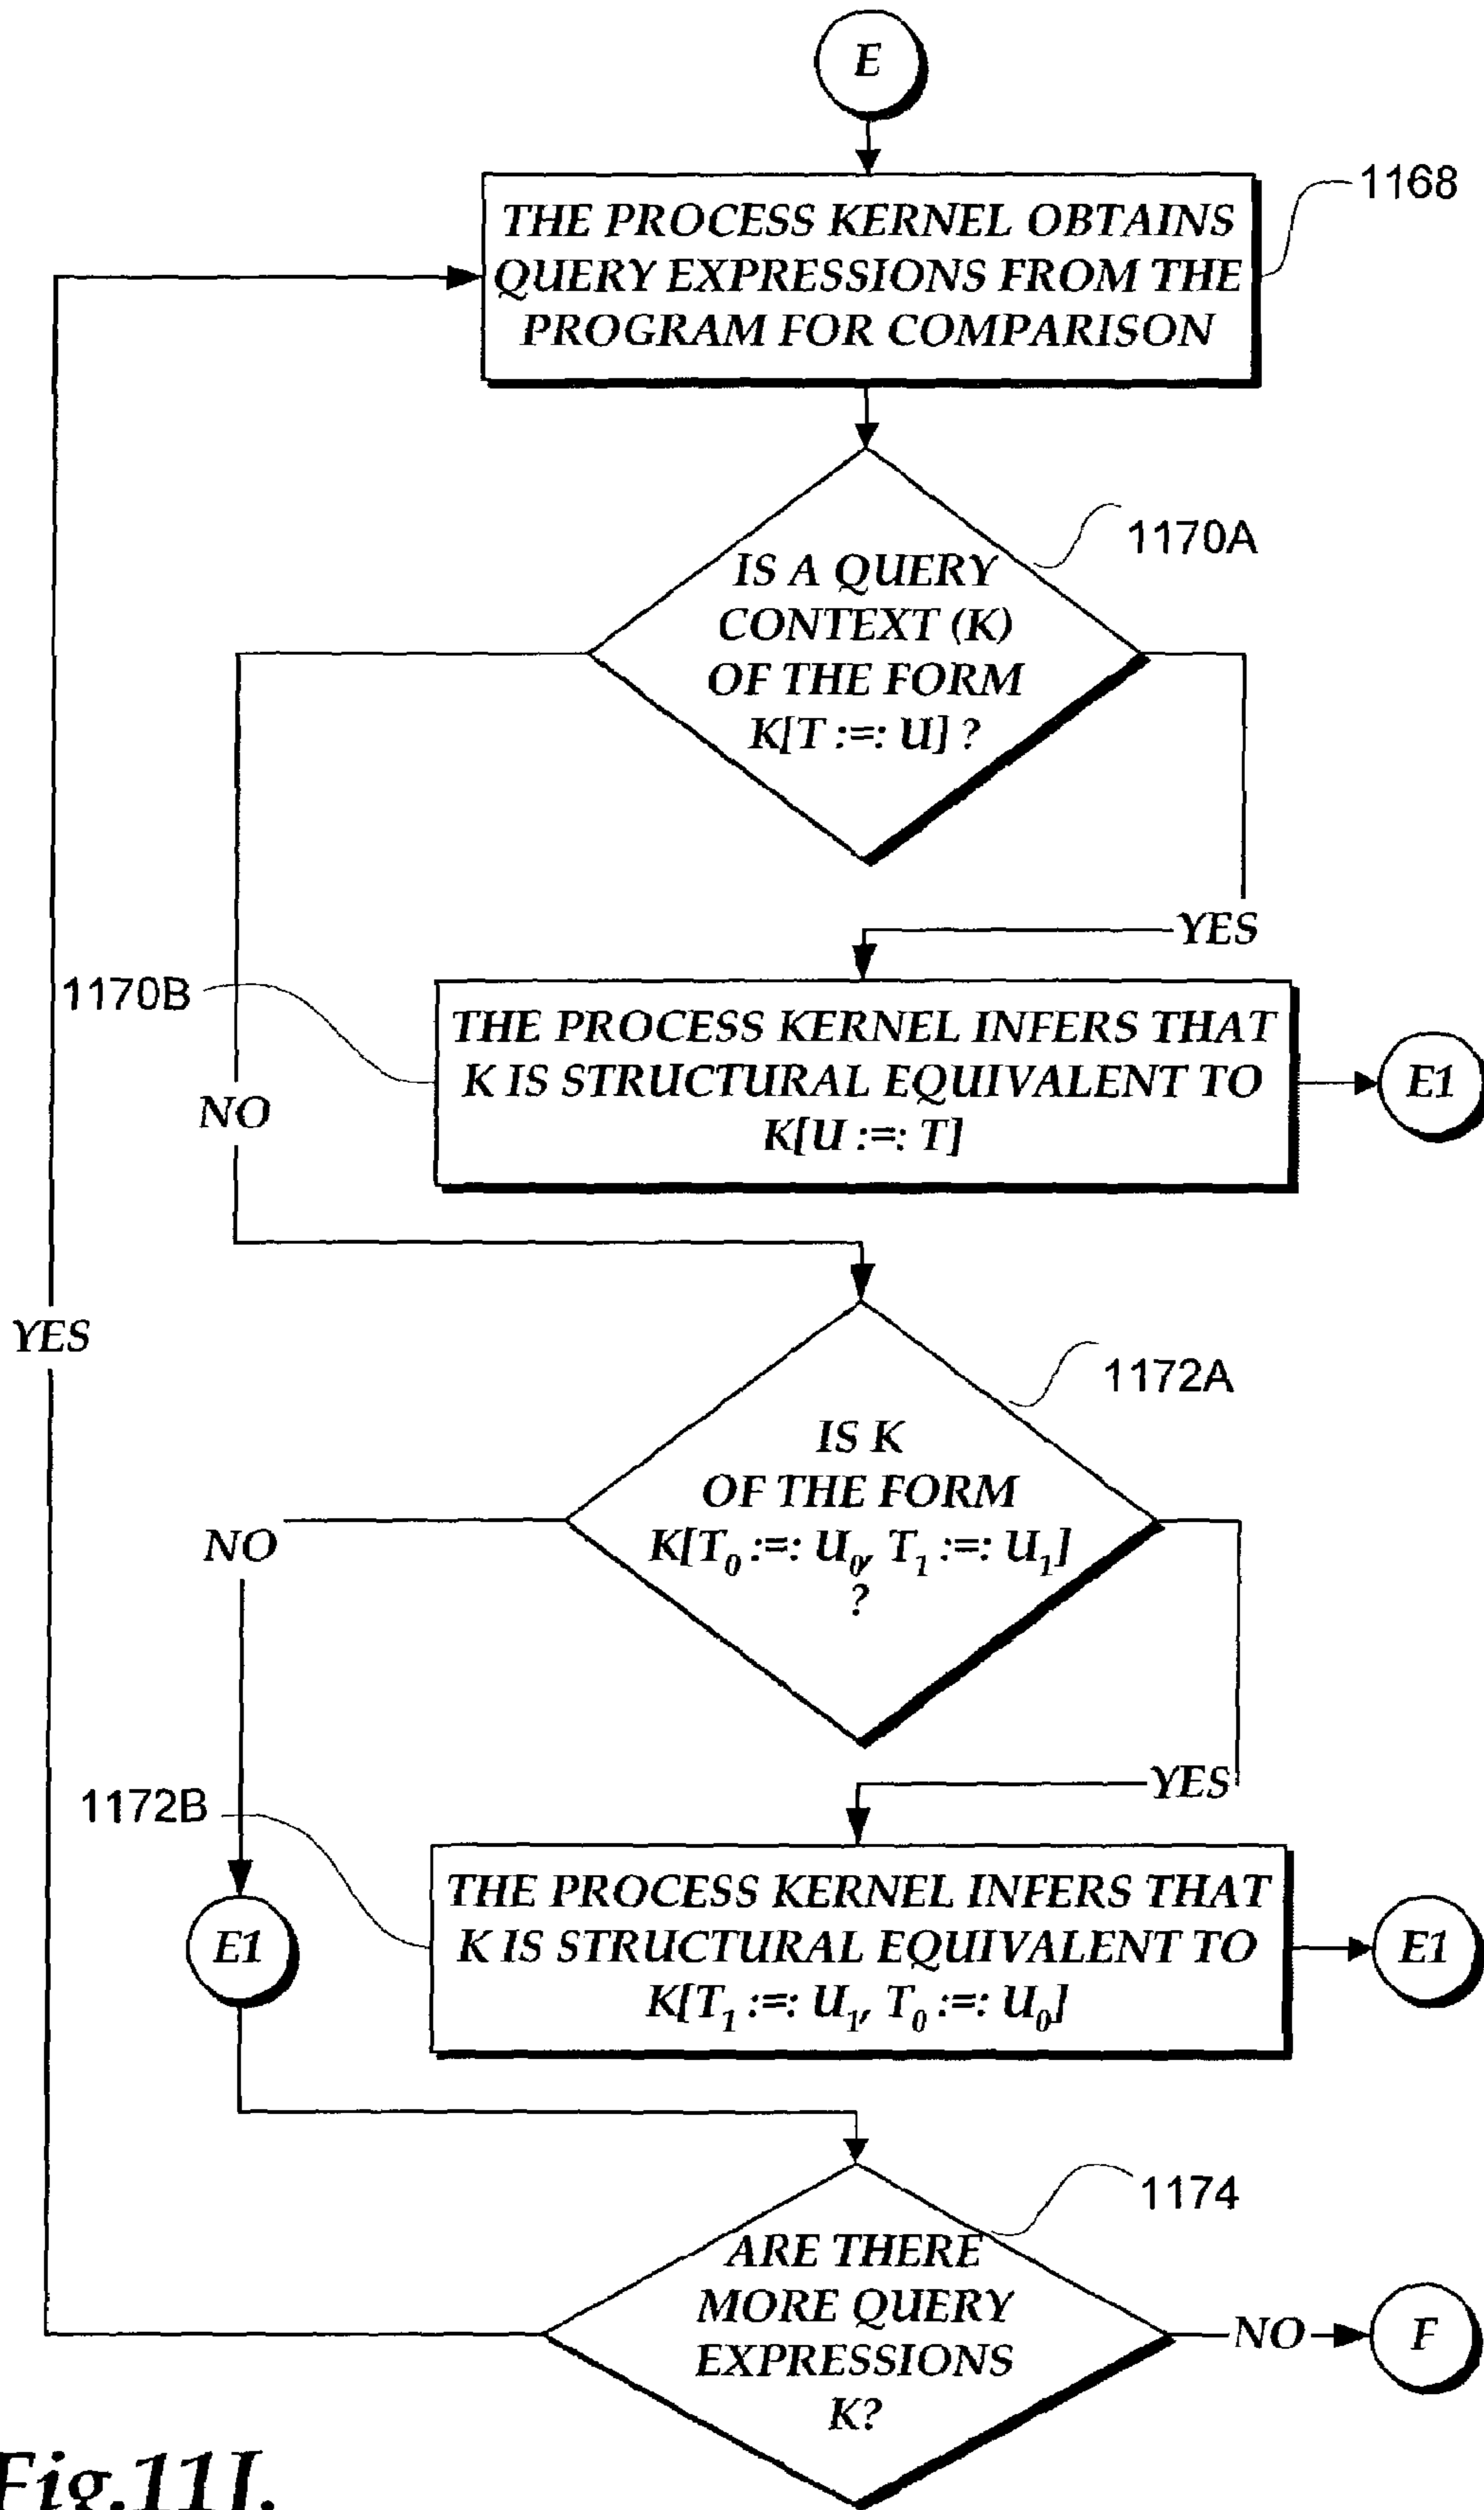 E
1168
THE PROCESS KERNEL OBTAINS
QUERY EXPRESSIONS FROM THE
PROGRAM FOR COMPARISON
1170A
IS A QUERY
CONTEXT (K)
OF THE FORM
K[T :=: U] ?
YES
1170B
THE PROCESS KERNEL INFERS THAT
K IS STRUCTURAL EQUIVALENT TO
K[U :=: T]
E1
NO
YES
1172A
IS K
OF THE FORM
K[T₀ :=: U₀, T₁ :=: U₁]
?
NO
YES
1172B
THE PROCESS KERNEL INFERS THAT
K IS STRUCTURAL EQUIVALENT TO
K[T₁ :=: U₁, T₀ :=: U₀]
E1
E1
1174
ARE THERE
MORE QUERY
EXPRESSIONS
K?
NO
F